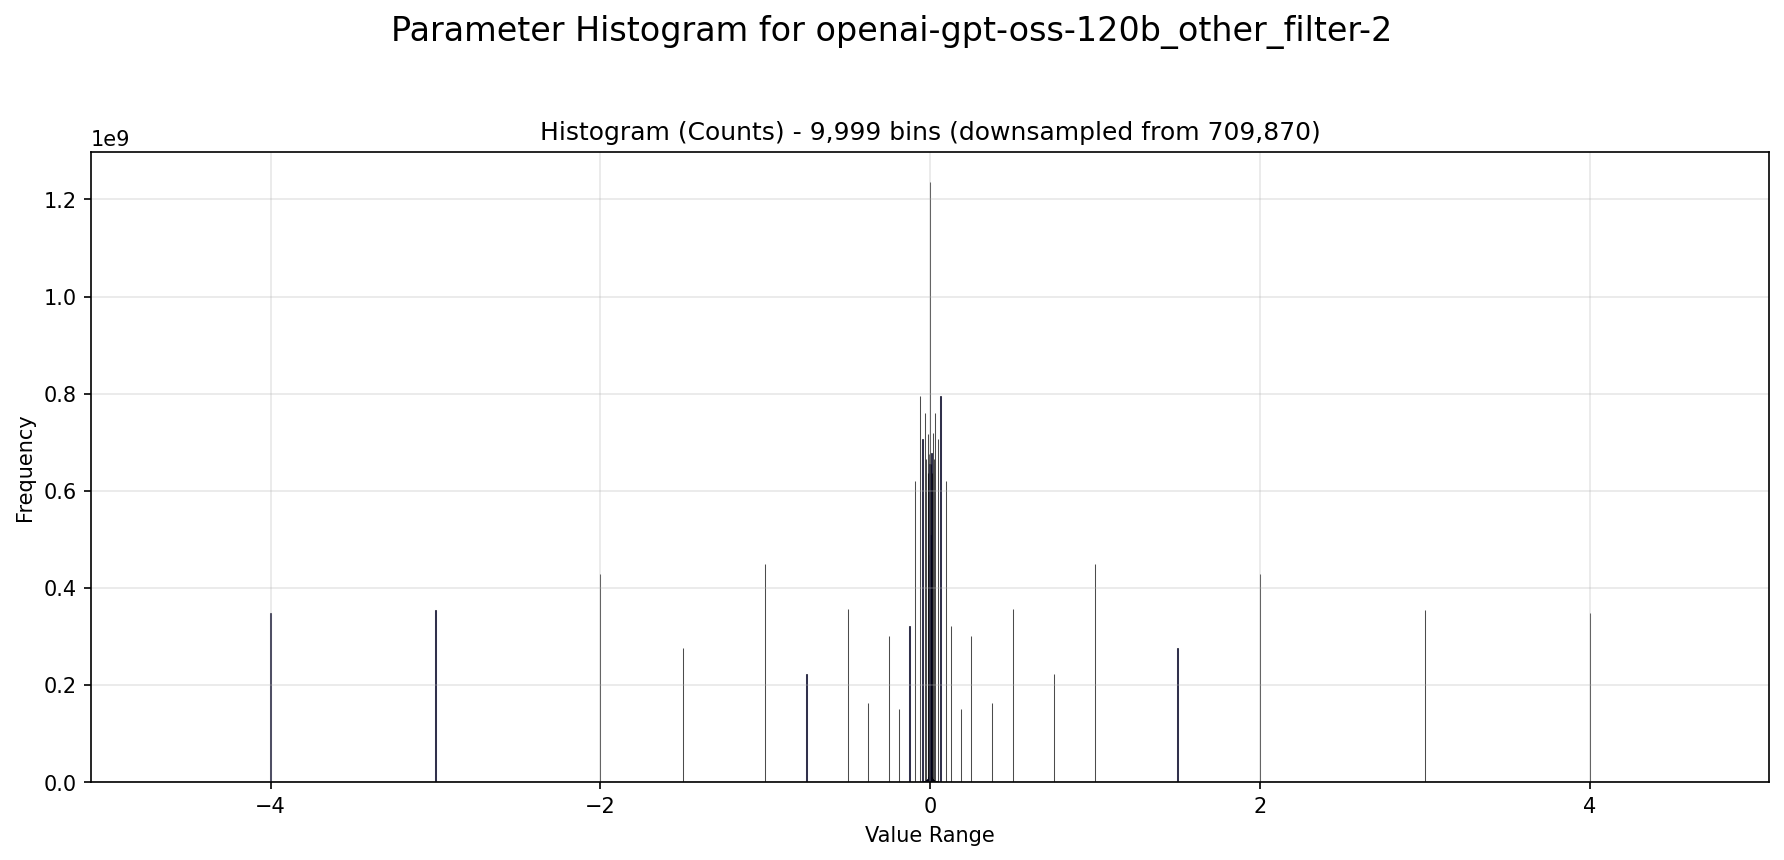 Parameter Histogram for openai-gpt-oss-120b_other_filter-2
Histogram (Counts) - 9,999 bins (downsampled from 709,870)
1e9
1.2
1.0
0.8
0.6
0.4
0.2
0.0
Frequency
−4
−2
0
2
4
Value Range